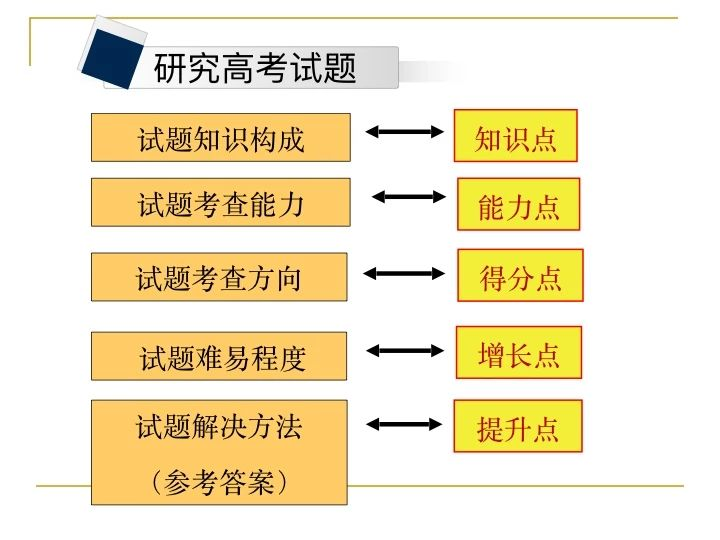 研究高考试题
试题知识构成
知识点
试题考查能力
能力点
试题考查方向
得分点
试题难易程度
增长点
试题解决方法
（参考答案）
提升点